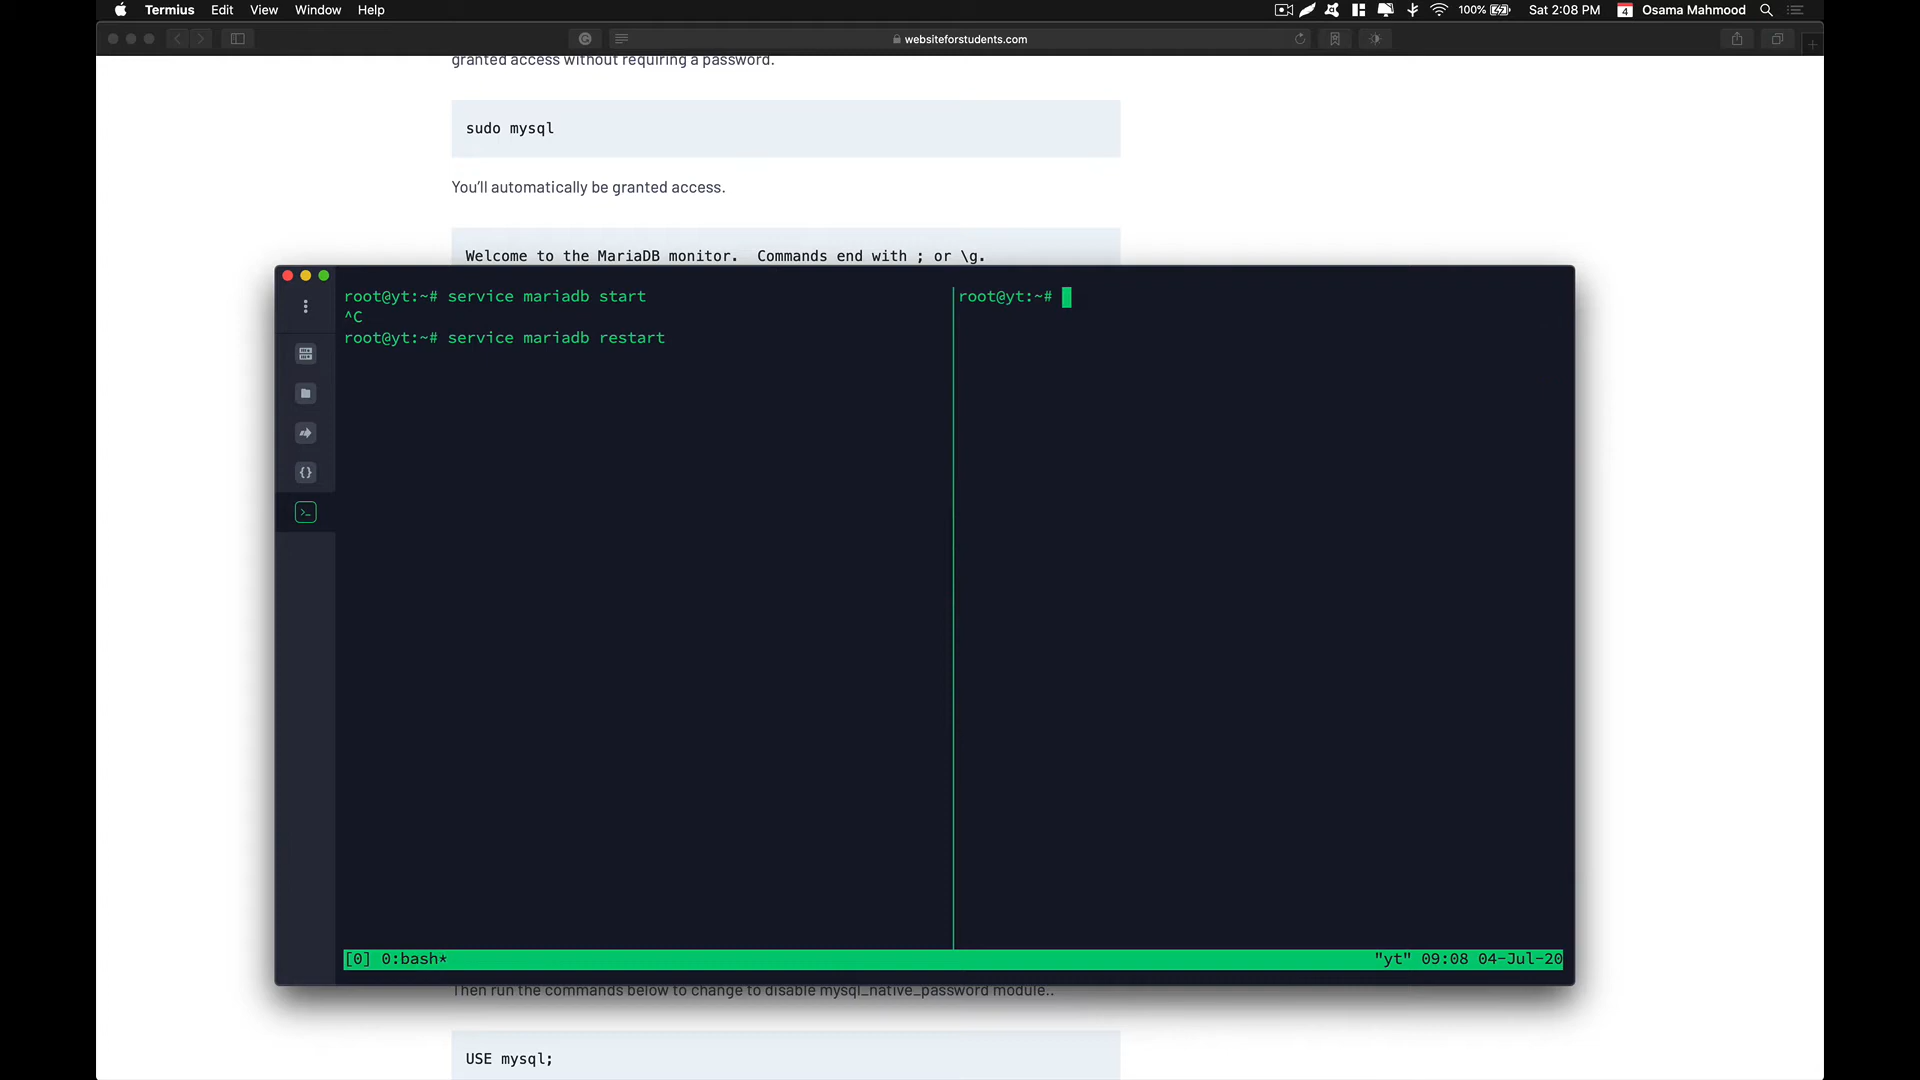 Termius Edit View Window Help
100% Sat 2:08 PM 4 Osama Mahmood
websiteforstudents.com
granted access without requiring a password.
sudo mysql
You’ll automatically be granted access.
Welcome to the MariaDB monitor.  Commands end with ; or \g.
root@yt:~# service mariadb start
^C
root@yt:~# service mariadb restart
root@yt:~#
[0] 0:bash*
"yt" 09:08 04-Jul-20
Then run the commands below to change to disable mysql_native_password module..
USE mysql;